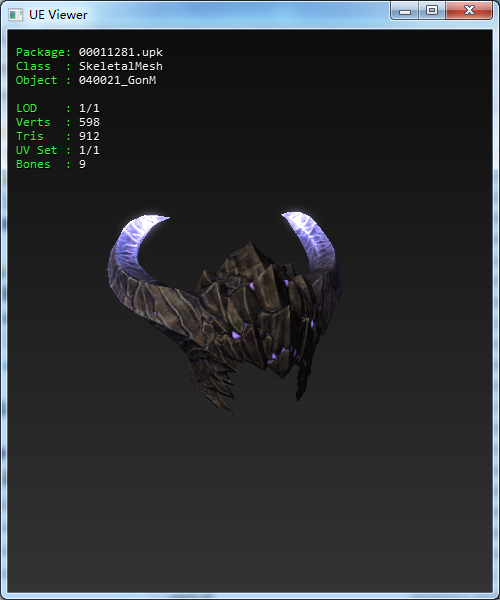 UE Viewer
Package: 00011281.upk
Class : SkeletalMesh
Object : 040021_GonM
LOD : 1/1
Verts : 598
Tris : 912
UV Set : 1/1
Bones : 9